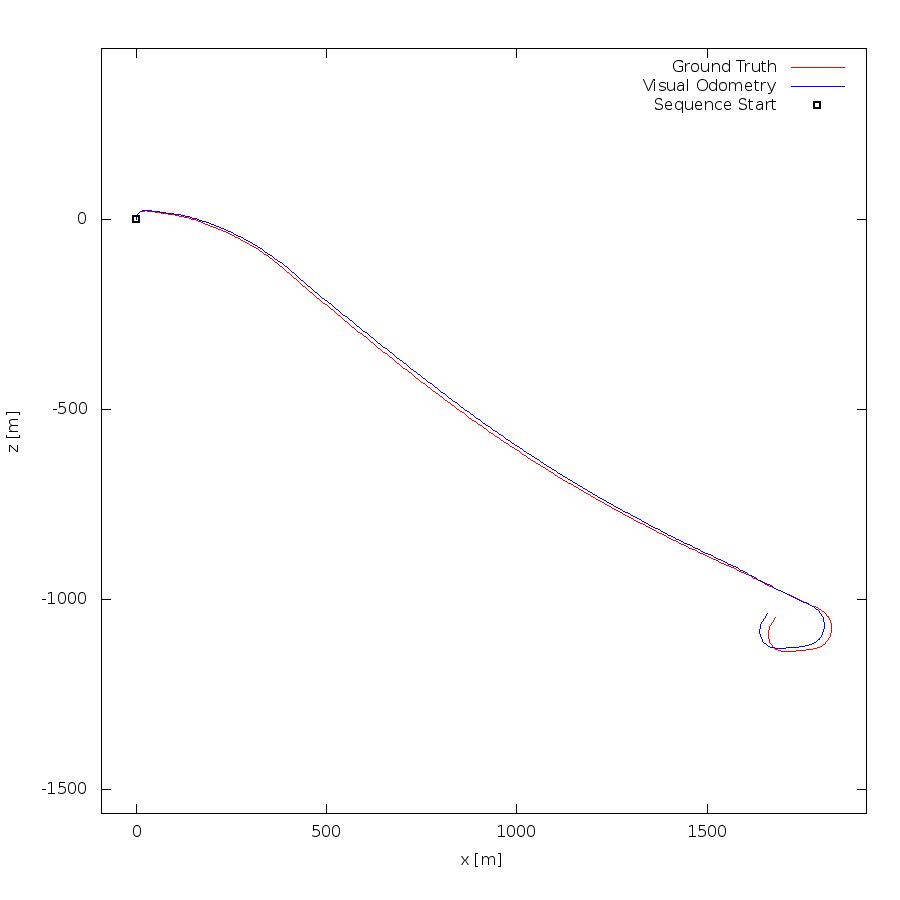 Ground Truth
Visual Odometry
Sequence Start
0
-500
-1000
-1500
z [m]
0 500 1000 1500
x [m]